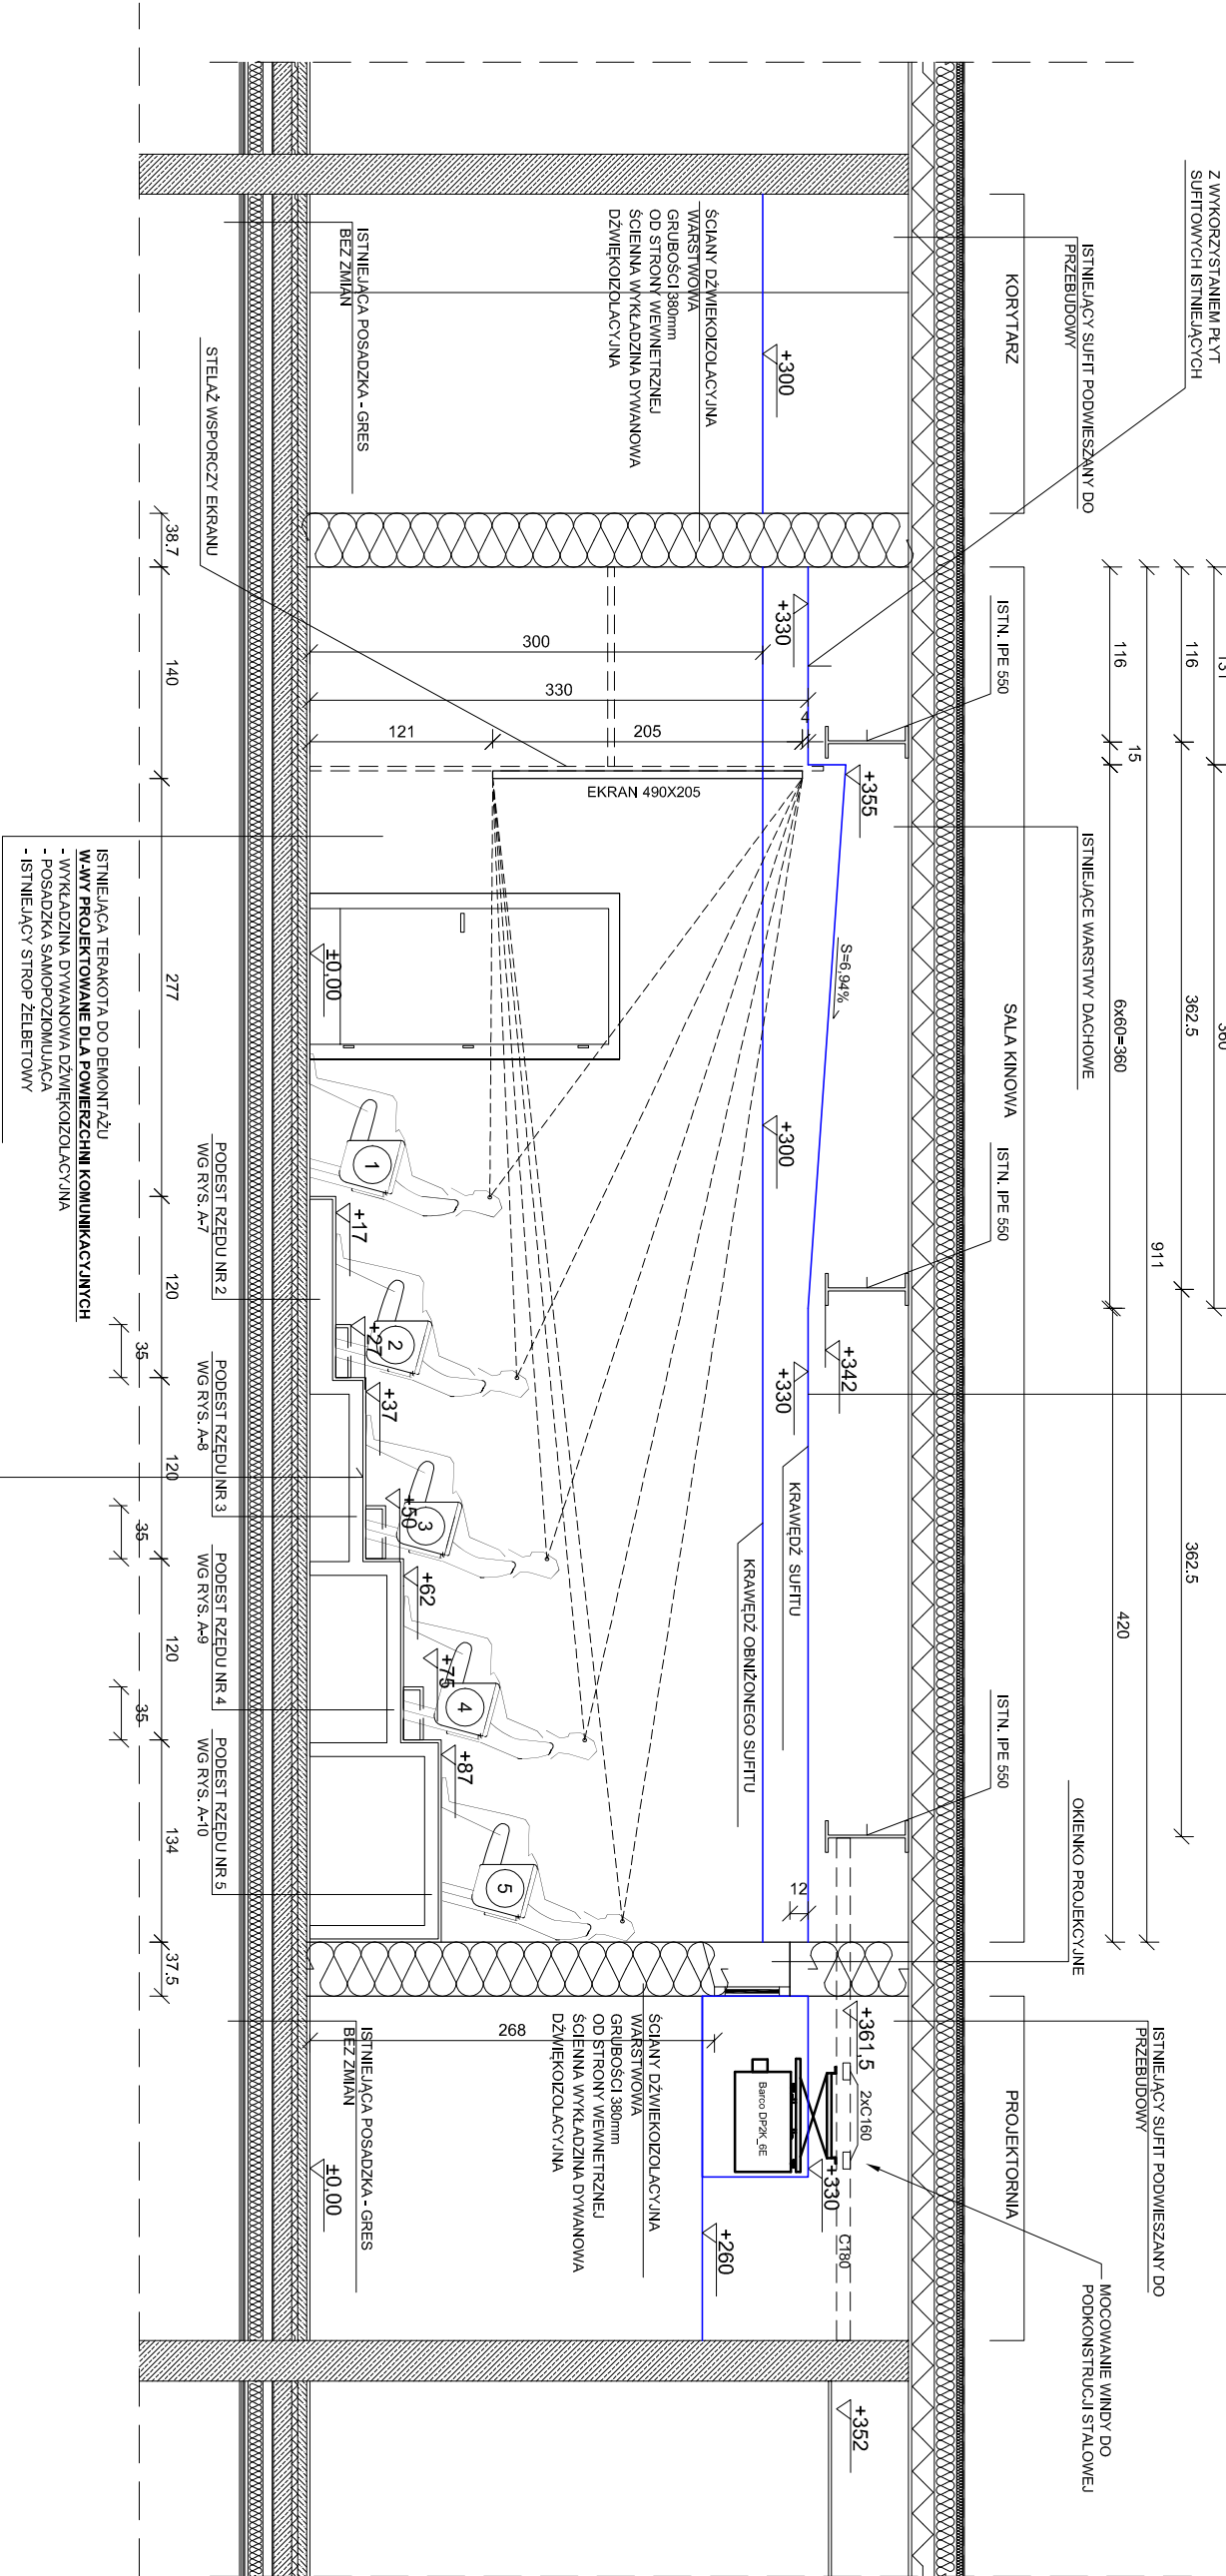 Z WYKORZYSTANIEM PŁYT
SUFITOWYCH ISTNIEJĄCYCH
360
116
362.5
362.5
911
116
15
6x60=360
420
ISTNIEJĄCY SUFIT PODWIESZANY DO
PRZEBUDOWY
ISTNIEJĄCE WARSTWY DACHOWE
OKIENKO PROJEKCYJNE
ISTNIEJĄCY SUFIT PODWIESZANY DO
PRZEBUDOWY
MOCOWANIE WINDY DO
PODKONSTRUCJI STALOWEJ
KORYTARZ
SALA KINOWA
PROJEKTORNIA
ISTN. IPE 550
ISTN. IPE 550
ISTN. IPE 550
+355
S=6,94%
+342
+361,5
2xC160
C180
+352
+300
+330
+300
+330
+330
4
12
KRAWĘDŹ SUFITU
KRAWĘDŹ OBNIŻONEGO SUFITU
Barco DP2K_6E
+260
ŚCIANY DŹWIEKOIZOLACYJNA
WARSTWOWA
GRUBOŚCI 380mm
OD STRONY WEWNETRZNEJ
ŚCIENNA WYKŁADZINA DYWANOWA
DŹWIĘKOIZOLACYJNA
300
330
121
205
EKRAN 490X205
ŚCIANY DŹWIEKOIZOLACYJNA
WARSTWOWA
GRUBOŚCI 380mm
OD STRONY WEWNETRZNEJ
ŚCIENNA WYKŁADZINA DYWANOWA
DŹWIĘKOIZOLACYJNA
268
1
2
3
4
5
±0,00
+17
+27
+37
+50
+62
+75
+87
±0,00
ISTNIEJĄCA POSADZKA - GRES
BEZ ZMIAN
ISTNIEJĄCA POSADZKA - GRES
BEZ ZMIAN
STELAŻ WSPORCZY EKRANU
PODEST RZĘDU NR 2
WG RYS. A-7
PODEST RZĘDU NR 3
WG RYS. A-8
PODEST RZĘDU NR 4
WG RYS. A-9
PODEST RZĘDU NR 5
WG RYS. A-10
38.7
140
277
120
120
120
134
37.5
35
35
35
ISTNIEJĄCA TERAKOTA DO DEMONTAŻU
W-WY PROJEKTOWANE DLA POWIERZCHNI KOMUNIKACYJNYCH
- WYKŁADZINA DYWANOWA DŹWIĘKOIZOLACYJNA
- POSADZKA SAMOPOZIOMUJĄCA
- ISTNIEJĄCY STROP ŻELBETOWY